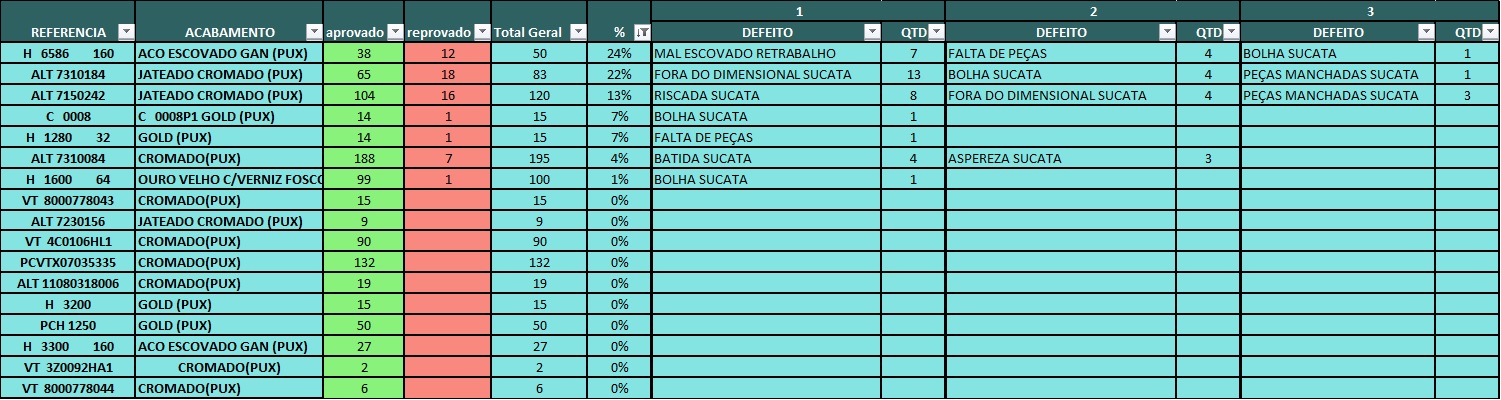 1 2 3
REFERENCIA ACABAMENTO aprovado reprovado Total Geral % DEFEITO QTD DEFEITO QTD DEFEITO QTD
H 6586 160 ACO ESCOVADO GAN (PUX) 38 12 50 24% MAL ESCOVADO RETRABALHO 7 FALTA DE PEÇAS 4 BOLHA SUCATA 1
ALT 7310184 JATEADO CROMADO (PUX) 65 18 83 22% FORA DO DIMENSIONAL SUCATA 13 BOLHA SUCATA 4 PEÇAS MANCHADAS SUCATA 1
ALT 7150242 JATEADO CROMADO (PUX) 104 16 120 13% RISCADA SUCATA 8 FORA DO DIMENSIONAL SUCATA 4 PEÇAS MANCHADAS SUCATA 3
C 0008 C 0008P1 GOLD (PUX) 14 1 15 7% BOLHA SUCATA 1
H 1280 32 GOLD (PUX) 14 1 15 7% FALTA DE PEÇAS 1
ALT 7310084 CROMADO(PUX) 188 7 195 4% BATIDA SUCATA 4 ASPEREZA SUCATA 3
H 1600 64 OURO VELHO C/VERNIZ FOSCO 99 1 100 1% BOLHA SUCATA 1
VT 8000778043 CROMADO(PUX) 15 15 0%
ALT 7230156 JATEADO CROMADO (PUX) 9 9 0%
VT 4C0106HL1 CROMADO(PUX) 90 90 0%
PCVTX07035335 CROMADO(PUX) 132 132 0%
ALT 11080318006 CROMADO(PUX) 19 19 0%
H 3200 GOLD (PUX) 15 15 0%
PCH 1250 GOLD (PUX) 50 50 0%
H 3300 160 ACO ESCOVADO GAN (PUX) 27 27 0%
VT 3Z0092HA1 CROMADO(PUX) 2 2 0%
VT 8000778044 CROMADO(PUX) 6 6 0%